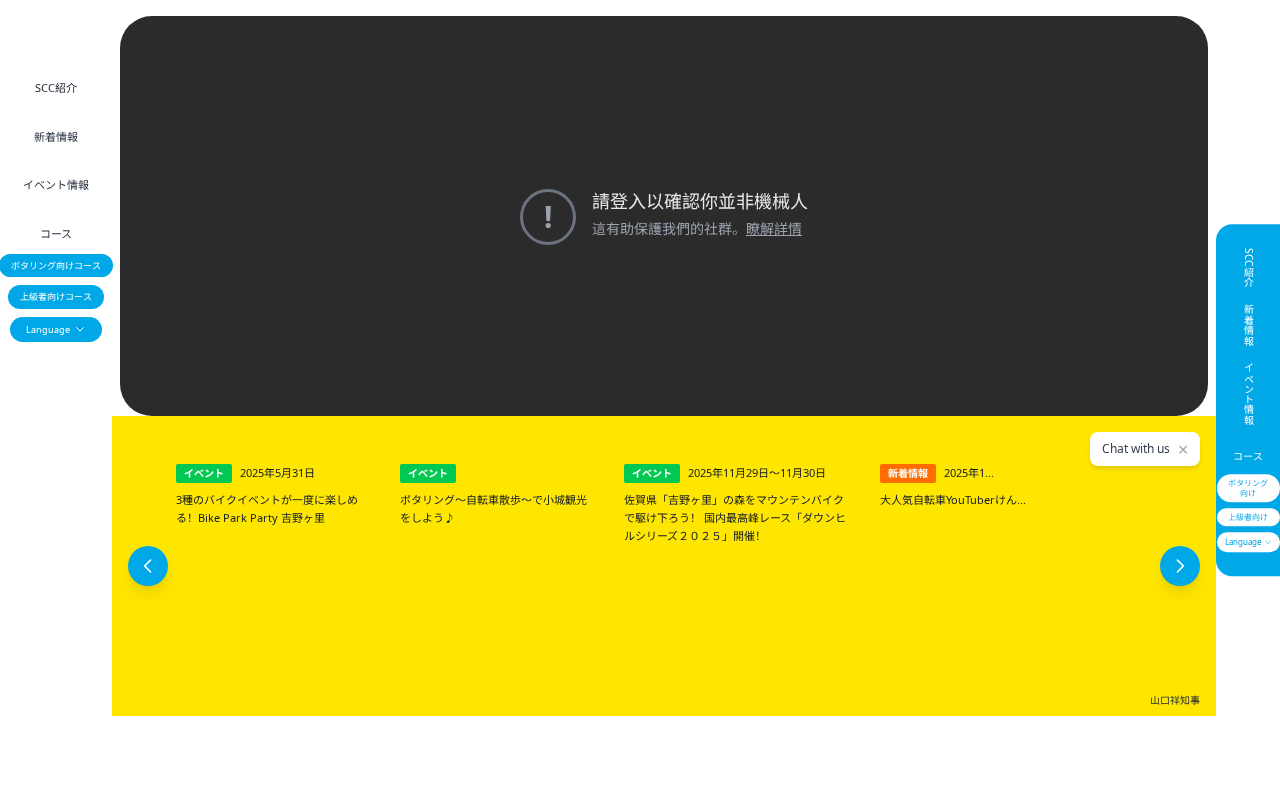 SCC紹介
新着情報
イベント情報
コース
ポタリング向けコース
上級者向けコース
Language
請登入以確認你並非機械人
這有助保護我們的社群。瞭解詳情
イベント 2025年5月31日
3種のバイクイベントが一度に楽しめ
る！Bike Park Party 吉野ヶ里
イベント
ポタリング～自転車散歩～で小城観光
をしよう♪
イベント 2025年11月29日～11月30日
佐賀県「吉野ヶ里」の森をマウンテンバイク
で駆け下ろう！ 国内最高峰レース「ダウンヒ
ルシリーズ２０２５」開催！
新着情報 2025年1...
大人気自転車YouTuberけん...
Chat with us
山口祥知事
SCC紹介
新着情報
イベント情報
コース
ポタリング
向け
上級者向け
Language